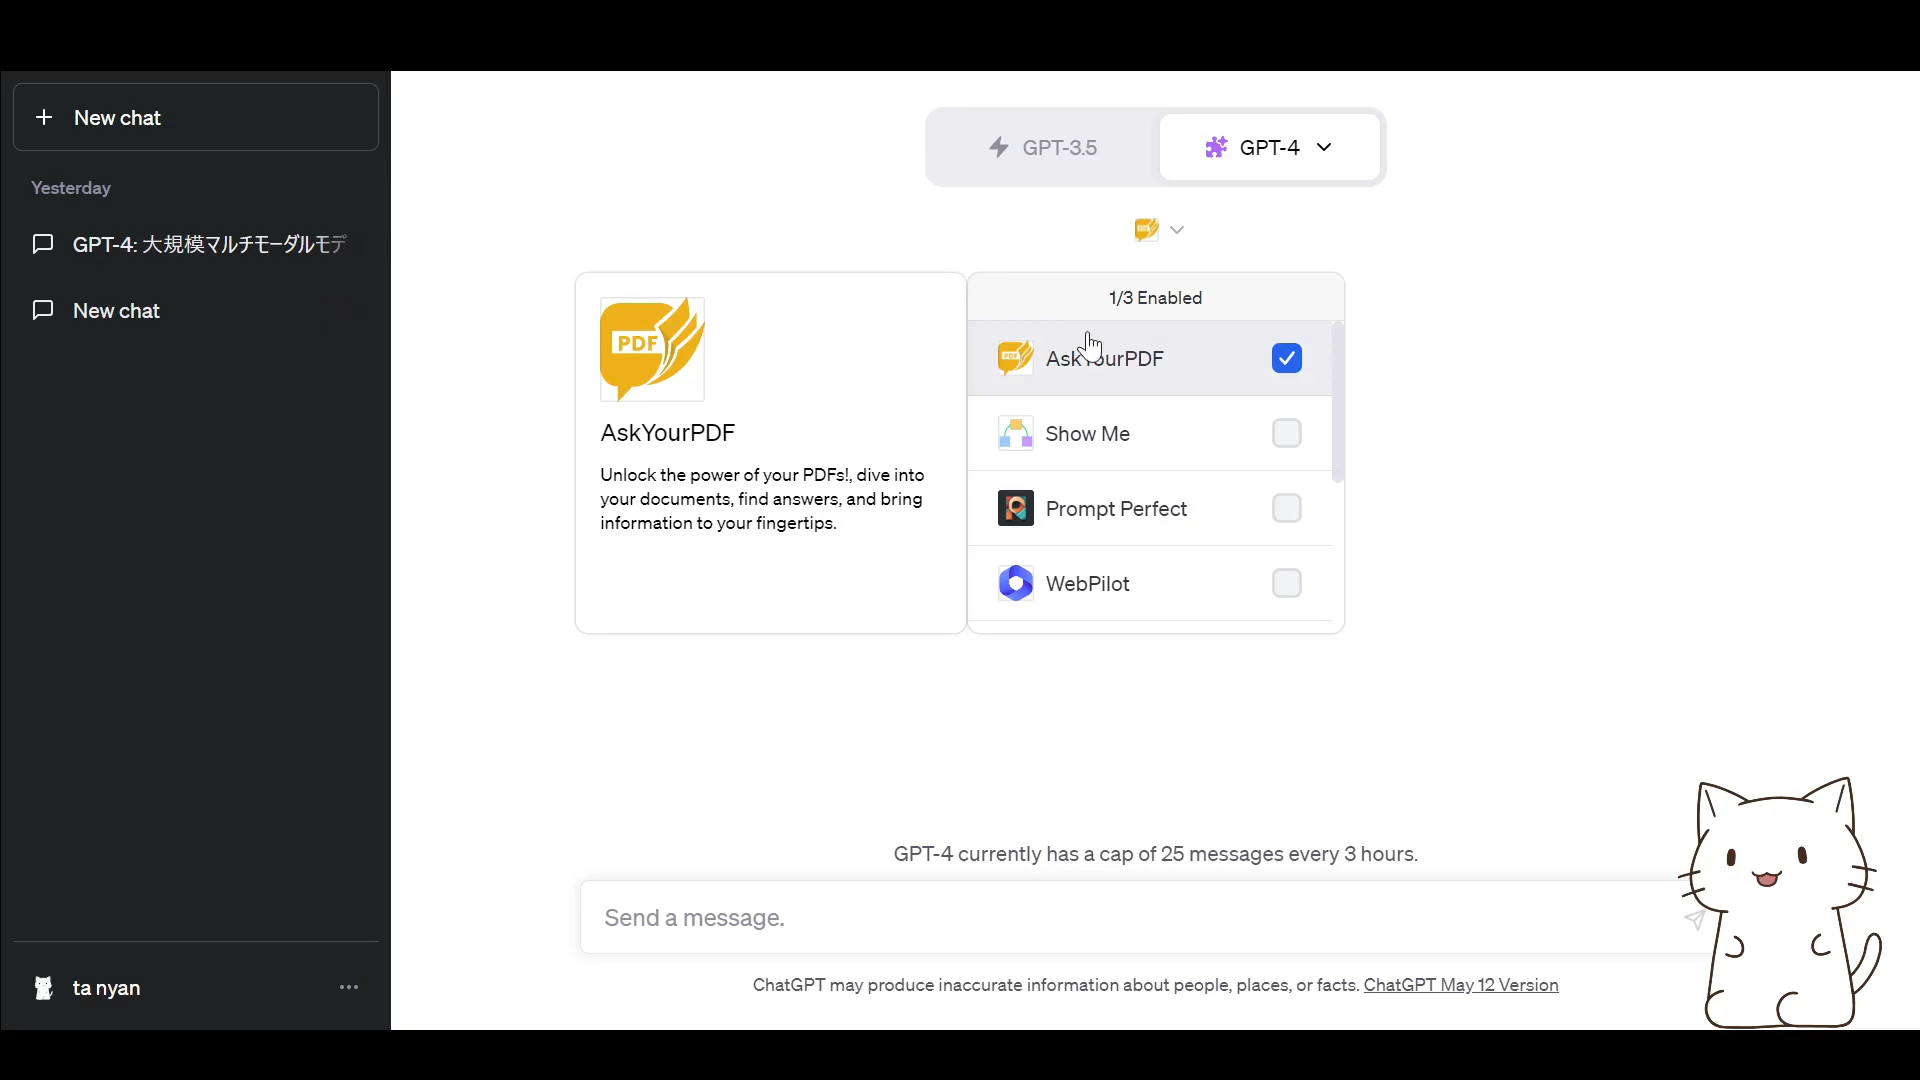 New chat
Yesterday
GPT-4: 大規模マルチモーダルモデ
New chat
ta nyan
GPT-3.5
GPT-4
PDF
AskYourPDF
Unlock the power of your PDFs!, dive into
your documents, find answers, and bring
information to your fingertips.
1/3 Enabled
PDF
AskYourPDF
Show Me
Prompt Perfect
WebPilot
GPT-4 currently has a cap of 25 messages every 3 hours.
Send a message.
ChatGPT may produce inaccurate information about people, places, or facts. ChatGPT May 12 Version